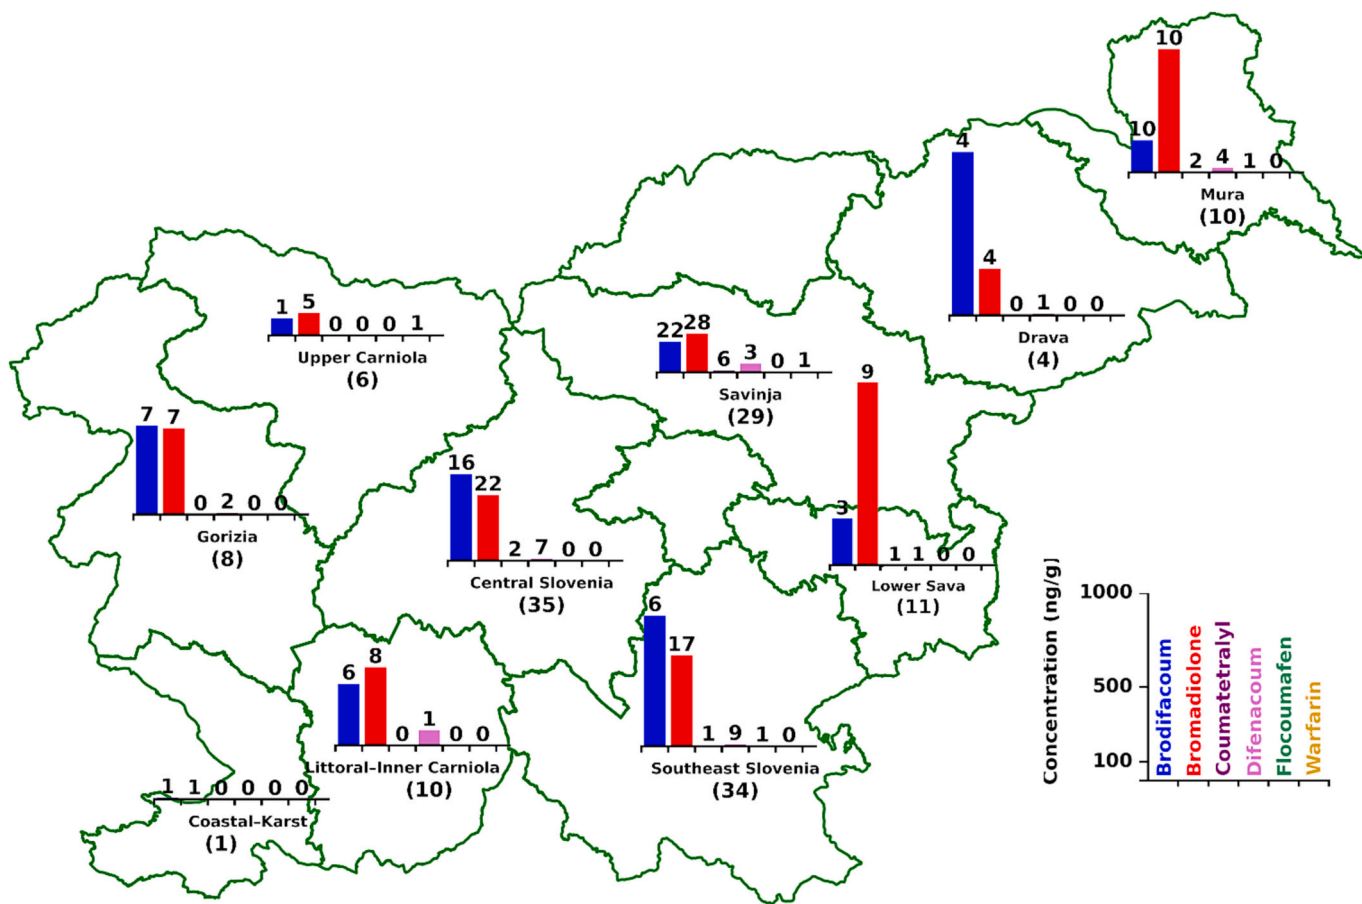 10
10 2 4 1 0
Mura
(10)
4
4
0 1 0 0
Drava
(4)
1 5 0 0 0 1
Upper Carniola
(6)
22 28 6 3 0 1
Savinja
(29)
9
3 1 1 0 0
Lower Sava
(11)
7 7
0 2 0 0
Gorizia
(8)
16
22
2 7 0 0
Central Slovenia
(35)
6
17
1 9 1 0
Southeast Slovenia
(34)
6 8
0 1 0 0
Littoral–Inner Carniola
(10)
1 1 0 0 0 0
Coastal–Karst
(1)
Concentration (ng/g)
1000
500
100
Brodifacoum
Bromadiolone
Coumatetralyl
Difenacoum
Flocoumafen
Warfarin